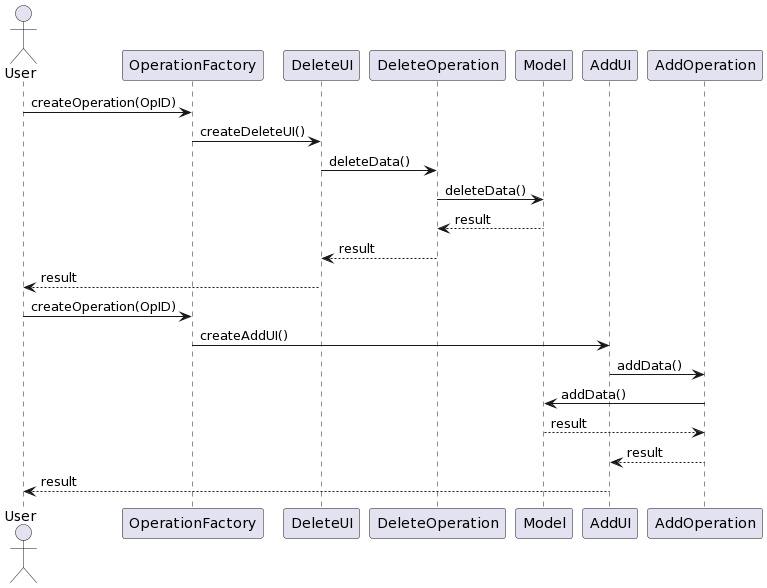 User
OperationFactory
DeleteUI
DeleteOperation
Model
AddUI
AddOperation
createOperation(OpID)
createDeleteUI()
deleteData()
deleteData()
result
result
result
createOperation(OpID)
createAddUI()
addData()
addData()
result
result
result
User
OperationFactory
DeleteUI
DeleteOperation
Model
AddUI
AddOperation